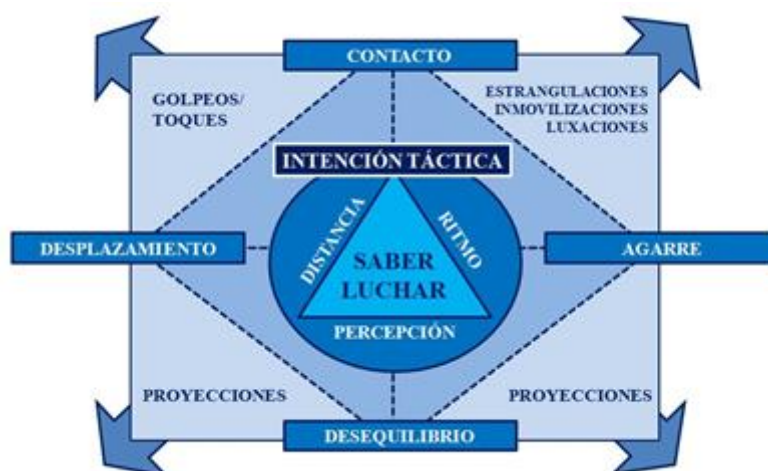 CONTACTO
GOLPEOS/
TOQUES
ESTRANGULACIONES
INMOVILIZACIONES
LUXACIONES
INTENCIÓN TÁCTICA
DISTANCIA
RITMO
DESPLAZAMIENTO
SABER
LUCHAR
AGARRE
PERCEPCIÓN
PROYECCIONES
PROYECCIONES
DESEQUILIBRIO